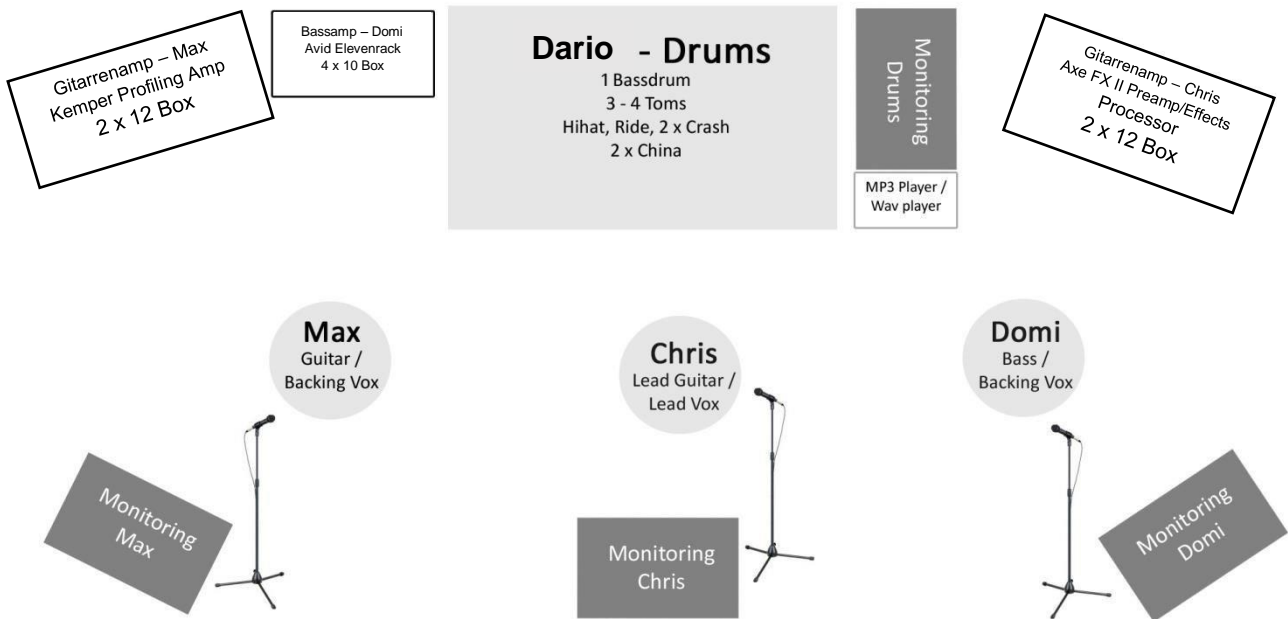 Gitarrenamp – Max
Kemper Profiling Amp
2 x 12 Box
Bassamp – Domi
Avid Elevenrack
4 x 10 Box
Dario - Drums
1 Bassdrum
3 - 4 Toms
Hihat, Ride, 2 x Crash
2 x China
Monitoring
Drums
MP3 Player /
Wav player
Gitarrenamp – Chris
Axe FX II Preamp/Effects
Processor
2 x 12 Box
Max
Guitar /
Backing Vox
Chris
Lead Guitar /
Lead Vox
Domi
Bass /
Backing Vox
Monitoring
Max
Monitoring
Chris
Monitoring
Domi